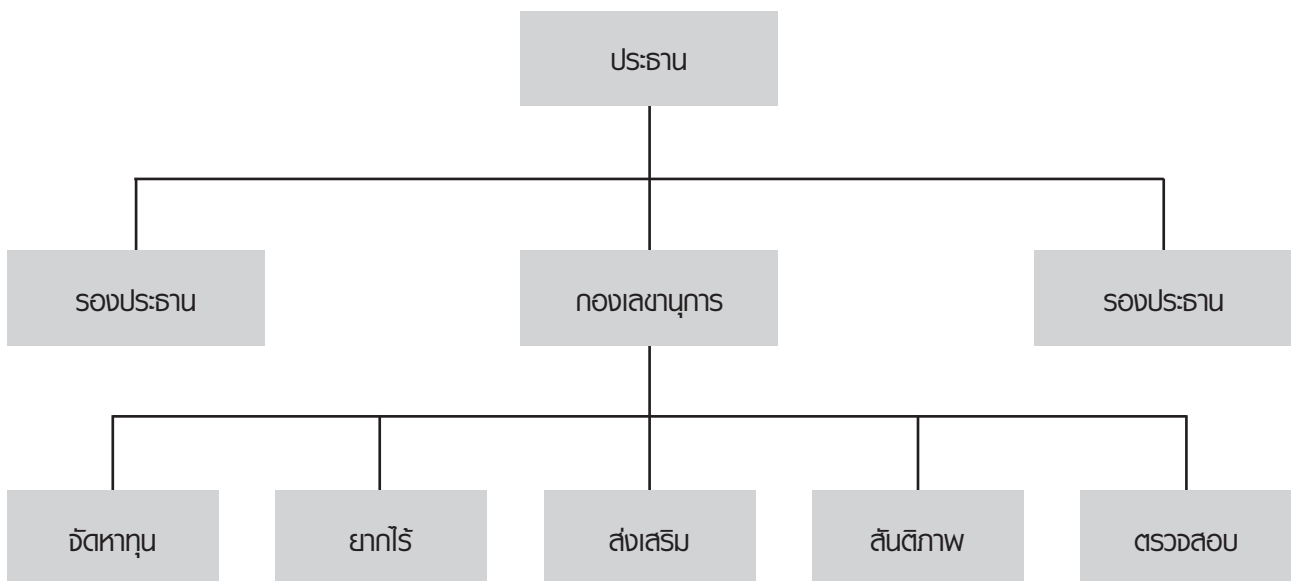 ประธาน
รองประธาน
กองเลขานุการ
รองประธาน
จัดหาทุน
ยากไร้
ส่งเสริม
สันติภาพ
ตรวจสอบ